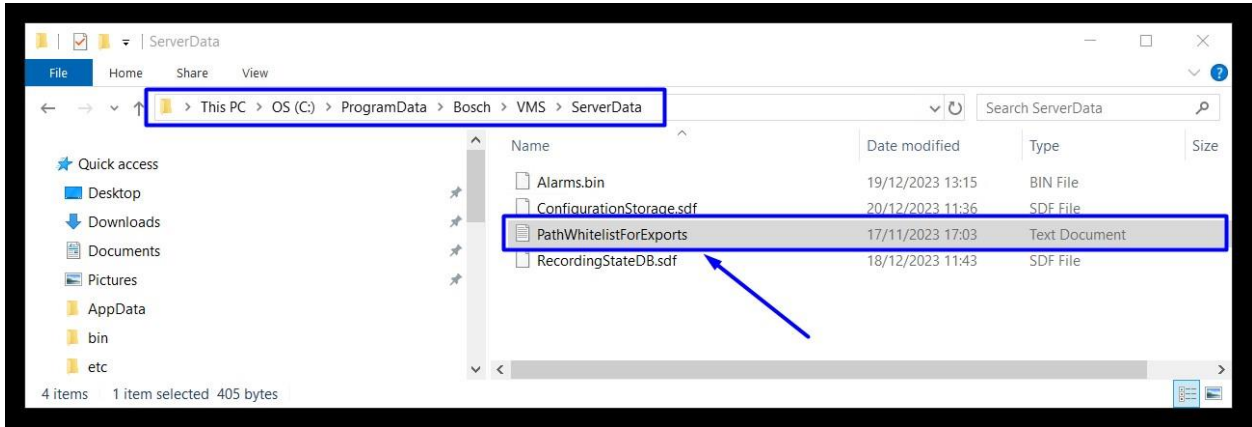 ServerData
File Home Share View
This PC > OS (C:) > ProgramData > Bosch > VMS > ServerData
Search ServerData
Name Date modified Type Size
Quick access
Desktop
Downloads
Documents
Pictures
AppData
bin
etc
Alarms.bin 19/12/2023 13:15 BIN File
ConfigurationStorage.sdf 20/12/2023 11:36 SDF File
PathWhitelistForExports 17/11/2023 17:03 Text Document
RecordingStateDB.sdf 18/12/2023 11:43 SDF File
4 items 1 item selected 405 bytes